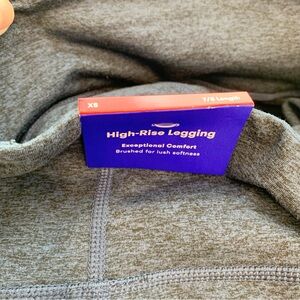 XS 7/8 Length
High-Rise Legging
Exceptional Comfort
Brushed for lush softness